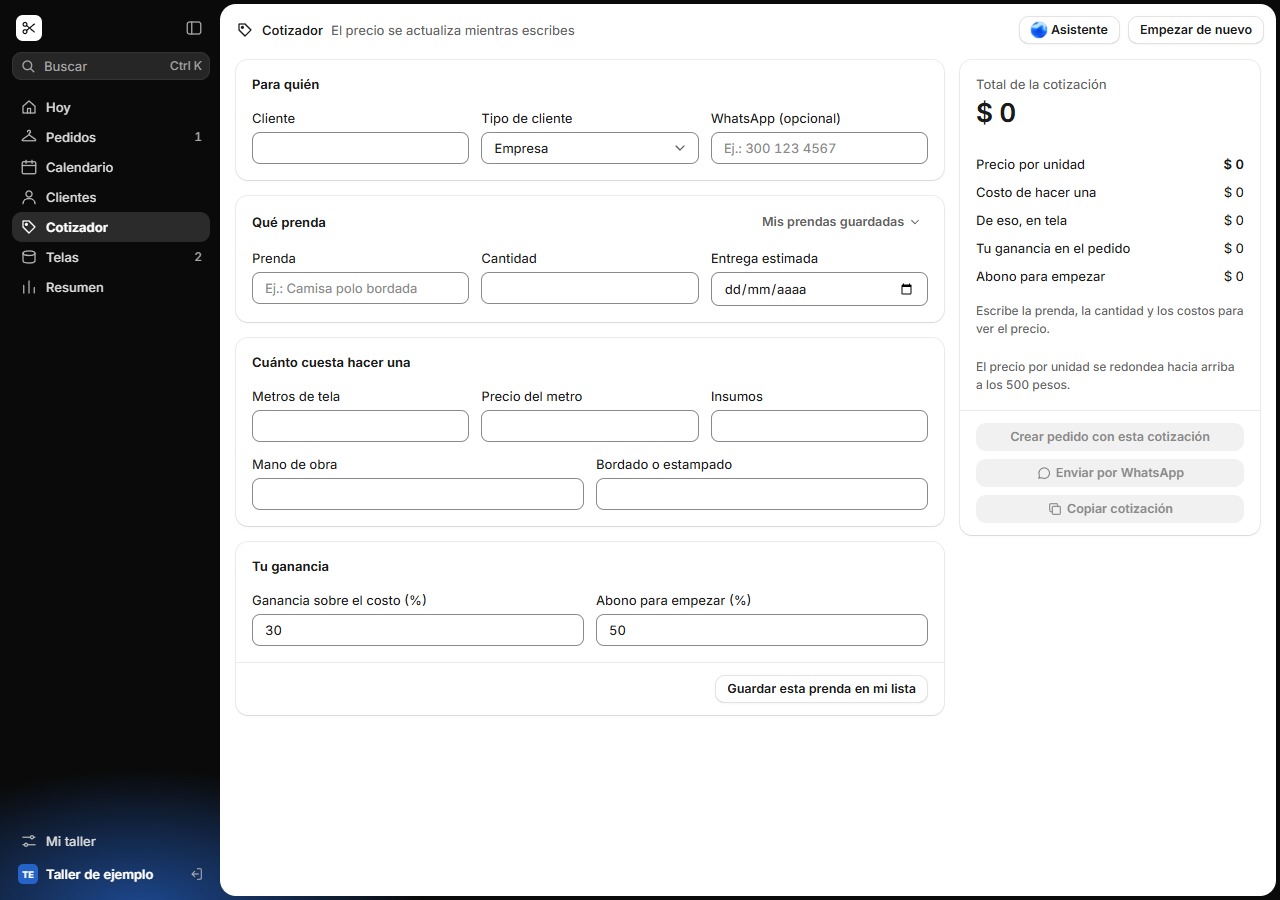 Buscar Ctrl K
Hoy
Pedidos 1
Calendario
Clientes
Cotizador
Telas 2
Resumen
Mi taller
TE Taller de ejemplo
Cotizador El precio se actualiza mientras escribes
Asistente
Empezar de nuevo
Para quién
Cliente
Tipo de cliente
WhatsApp (opcional)
Empresa
Ej.: 300 123 4567
Qué prenda
Mis prendas guardadas
Prenda
Cantidad
Entrega estimada
Ej.: Camisa polo bordada
dd/mm/aaaa
Cuánto cuesta hacer una
Metros de tela
Precio del metro
Insumos
Mano de obra
Bordado o estampado
Tu ganancia
Ganancia sobre el costo (%)
Abono para empezar (%)
30
50
Guardar esta prenda en mi lista
Total de la cotización
$ 0
Precio por unidad $ 0
Costo de hacer una $ 0
De eso, en tela $ 0
Tu ganancia en el pedido $ 0
Abono para empezar $ 0
Escribe la prenda, la cantidad y los costos para
ver el precio.
El precio por unidad se redondea hacia arriba
a los 500 pesos.
Crear pedido con esta cotización
Enviar por WhatsApp
Copiar cotización